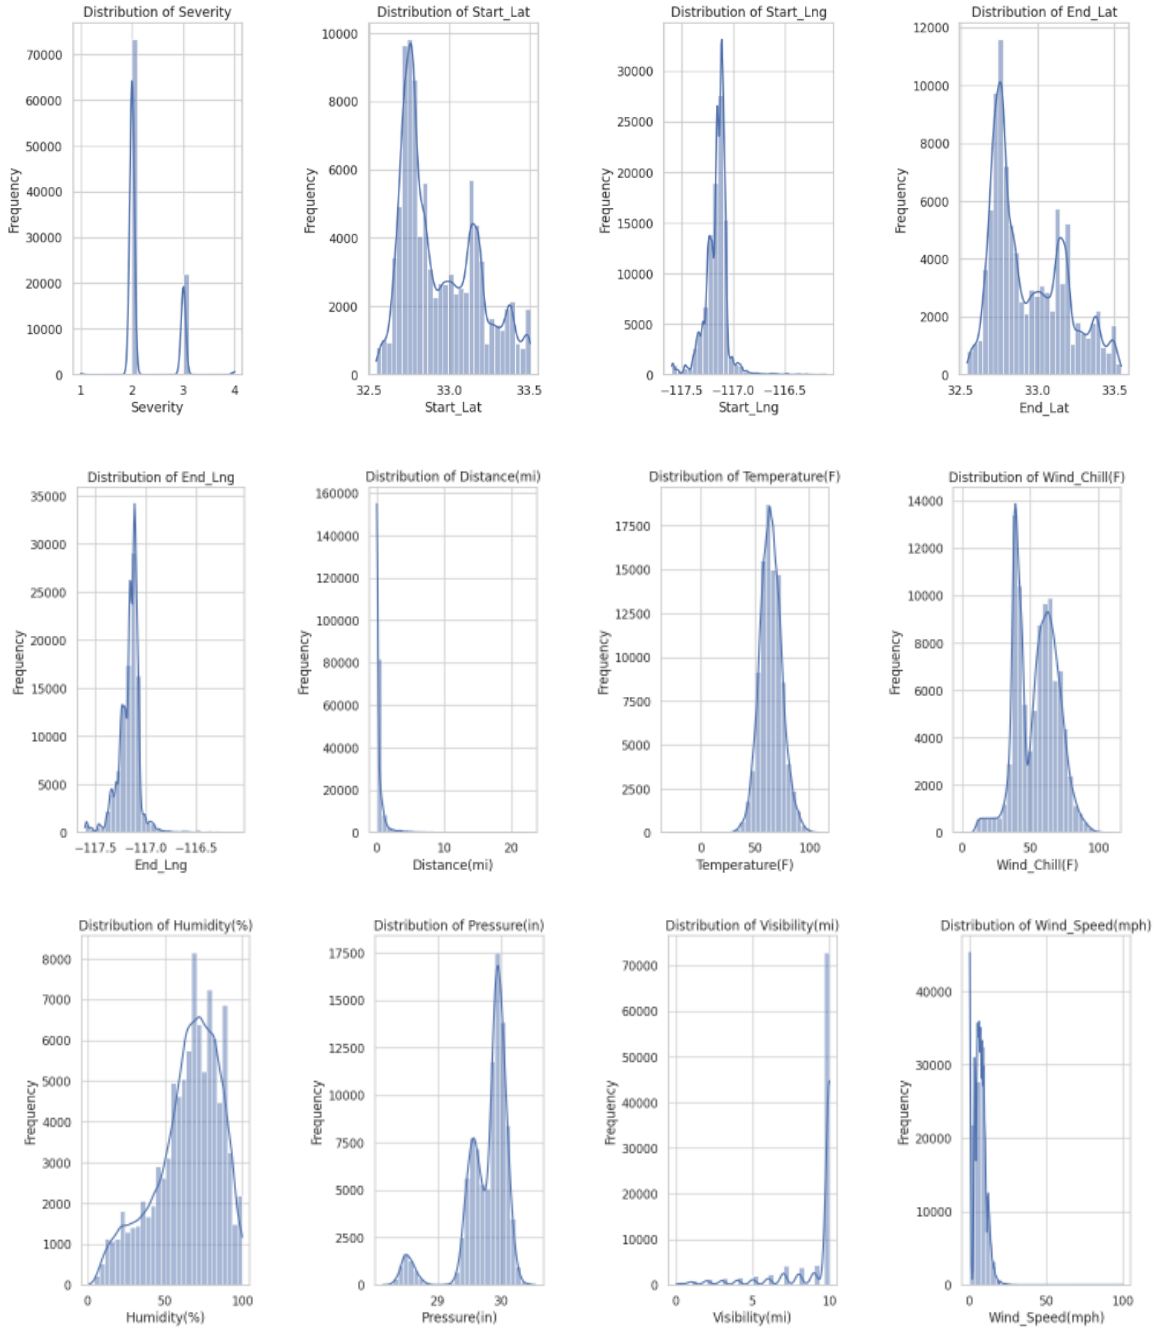 Distribution of Severity
Frequency
70000
60000
50000
40000
30000
20000
10000
0
1 2 3 4
Severity
Distribution of Start_Lat
Frequency
10000
8000
6000
4000
2000
0
32.5 33.0 33.5
Start_Lat
Distribution of Start_Lng
Frequency
30000
25000
20000
15000
10000
5000
0
−117.5 −117.0 −116.5
Start_Lng
Distribution of End_Lat
Frequency
12000
10000
8000
6000
4000
2000
0
32.5 33.0 33.5
End_Lat
Distribution of End_Lng
Frequency
35000
30000
25000
20000
15000
10000
5000
0
−117.5 −117.0 −116.5
End_Lng
Distribution of Distance(mi)
Frequency
160000
140000
120000
100000
80000
60000
40000
20000
0
0 10 20
Distance(mi)
Distribution of Temperature(F)
Frequency
17500
15000
12500
10000
7500
5000
2500
0
0 50 100
Temperature(F)
Distribution of Wind_Chill(F)
Frequency
14000
12000
10000
8000
6000
4000
2000
0
0 50 100
Wind_Chill(F)
Distribution of Humidity(%)
Frequency
8000
7000
6000
5000
4000
3000
2000
1000
0
0 50 100
Humidity(%)
Distribution of Pressure(in)
Frequency
17500
15000
12500
10000
7500
5000
2500
0
29 30
Pressure(in)
Distribution of Visibility(mi)
Frequency
70000
60000
50000
40000
30000
20000
10000
0
0 5 10
Visibility(mi)
Distribution of Wind_Speed(mph)
Frequency
40000
30000
20000
10000
0
0 50 100
Wind_Speed(mph)